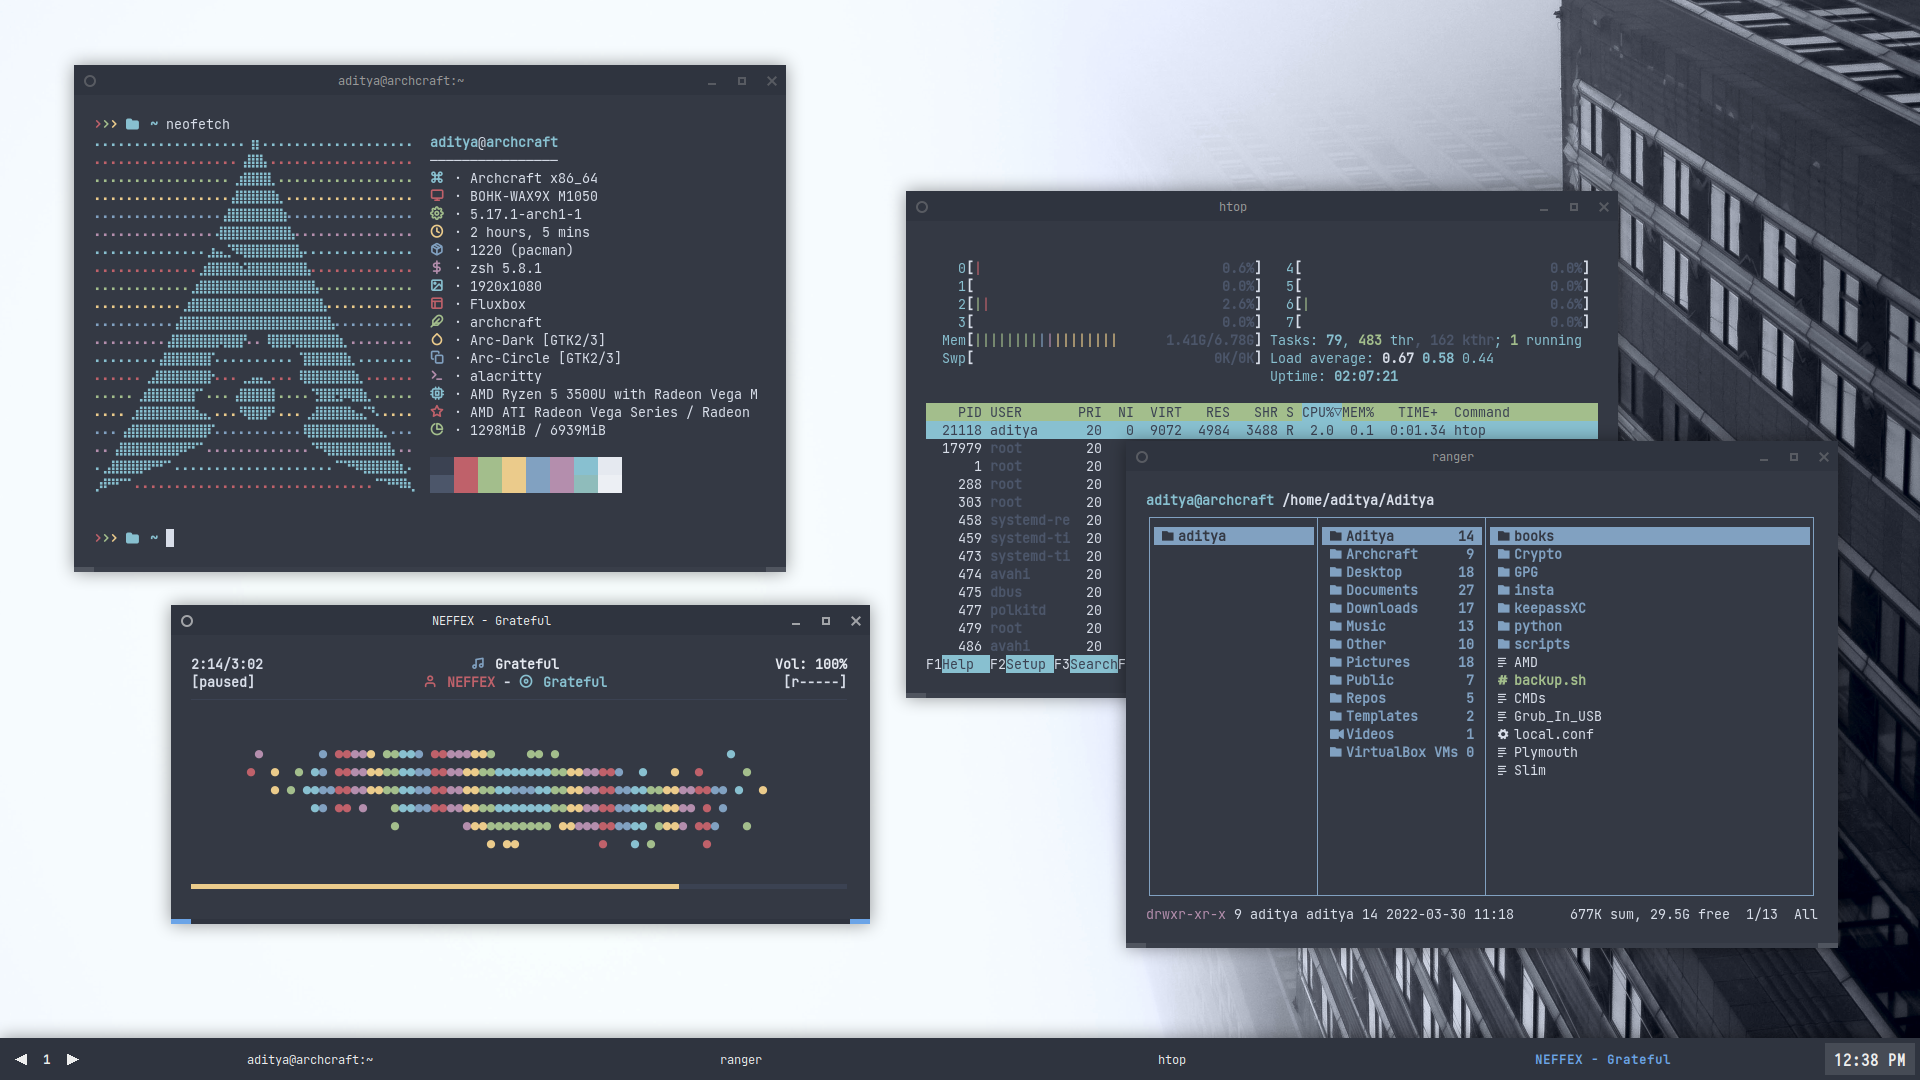 aditya@archcraft:~
~ neofetch
aditya@archcraft
· Archcraft x86_64
· BOHK-WAX9X M1050
· 5.17.1-arch1-1
· 2 hours, 5 mins
· 1220 (pacman)
· zsh 5.8.1
· 1920x1080
· Fluxbox
· archcraft
· Arc-Dark [GTK2/3]
· Arc-Circle [GTK2/3]
· alacritty
· AMD Ryzen 5 3500U with Radeon Vega M
· AMD ATI Radeon Vega Series / Radeon
· 1298MiB / 6939MiB
~
NEFFEX - Grateful
2:14/3:02 Grateful Vol: 100%
[paused] NEFFEX - Grateful [r-----]
htop
0[| 0.6%] 4[ 0.0%]
1[ 0.0%] 5[ 0.0%]
2[|| 2.6%] 6[| 0.6%]
3[ 0.0%] 7[ 0.0%]
Mem[|||||||||||||||||| 1.41G/6.78G] Tasks: 79, 483 thr, 162 kthr; 1 running
Swp[ 0K/0K] Load average: 0.67 0.58 0.44
Uptime: 02:07:21
PID USER PRI NI VIRT RES SHR S CPU%▽MEM% TIME+ Command
21118 aditya 20 0 9072 4984 3488 R 2.0 0.1 0:01.34 htop
17979 root 20
1 root 20
288 root 20
303 root 20
458 systemd-re 20
459 systemd-ti 20
473 systemd-ti 20
474 avahi 20
475 dbus 20
477 polkitd 20
479 root 20
486 avahi 20
F1Help F2Setup F3SearchF
ranger
aditya@archcraft /home/aditya/Aditya
aditya
Aditya 14
Archcraft 9
Desktop 18
Documents 27
Downloads 17
Music 13
Other 10
Pictures 18
Public 7
Repos 5
Templates 2
Videos 1
VirtualBox VMs 0
books
Crypto
GPG
insta
keepassXC
python
scripts
AMD
# backup.sh
CMDs
Grub_In_USB
local.conf
Plymouth
Slim
drwxr-xr-x 9 aditya aditya 14 2022-03-30 11:18 677K sum, 29.5G free 1/13 All
1 aditya@archcraft:~ ranger htop NEFFEX - Grateful 12:38 PM